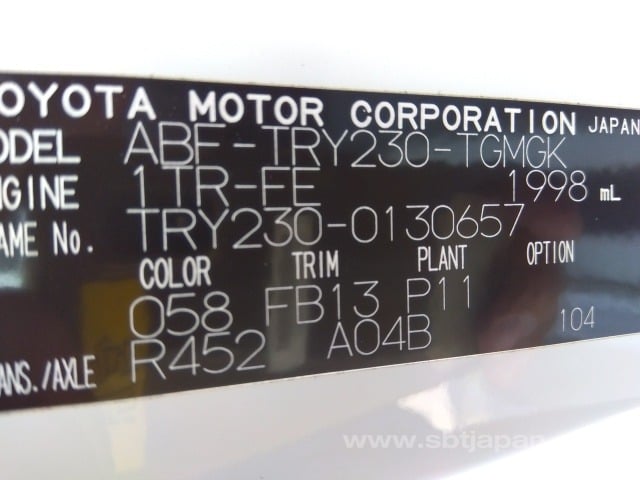 OYOTA MOTOR CORPORATION JAPAN
ODEL ABF-TRY230-TGMGK
NGINE 1TR-FE 1998 mL
AME No. TRY230-0130657
COLOR TRIM PLANT OPTION
058 FB13 P11
ANS./AXLE R452 A04B 104
www.sbtjapan.